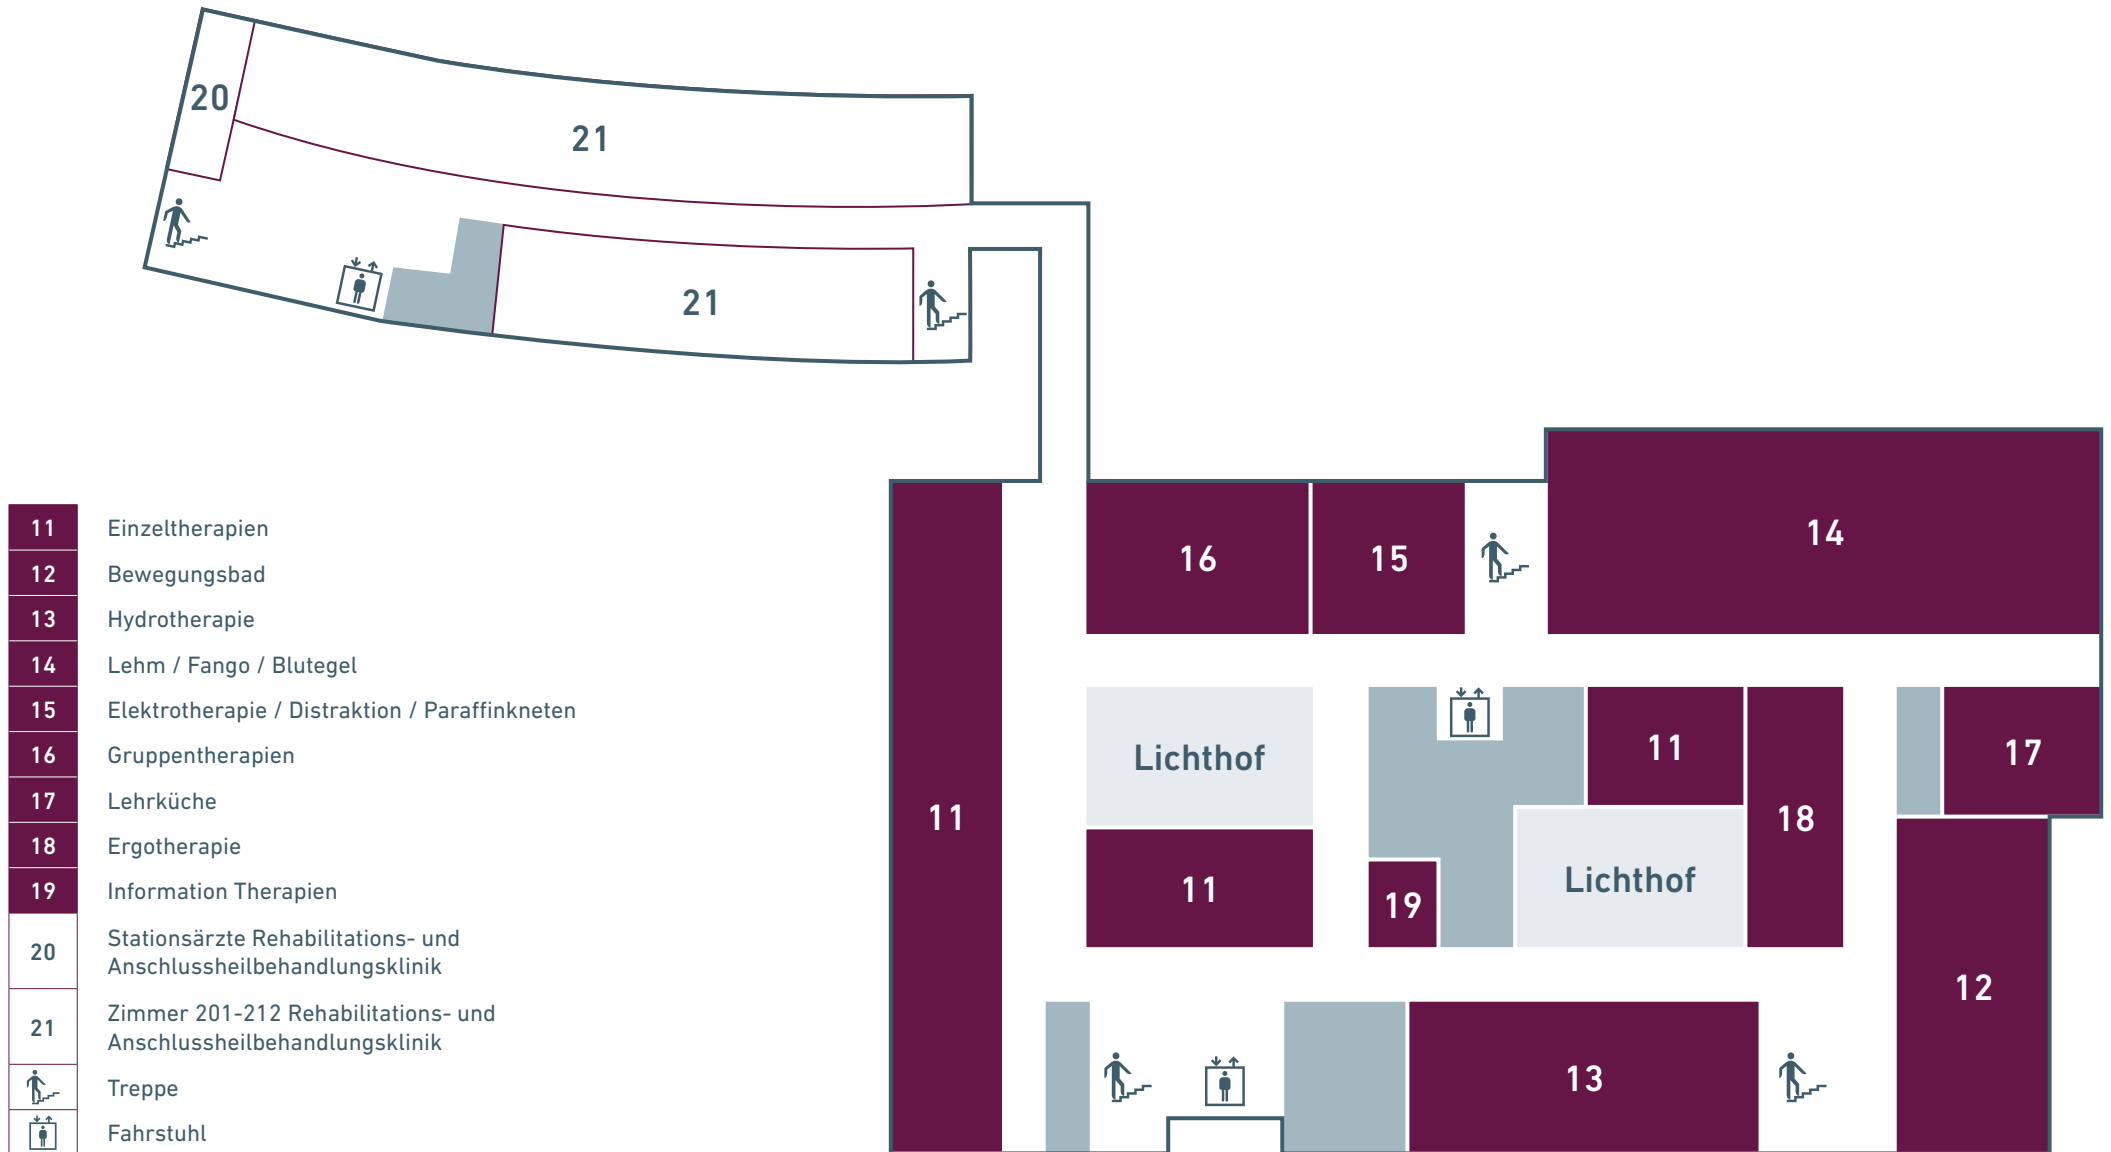 20
21
21
11 Einzeltherapien
12 Bewegungsbad
13 Hydrotherapie
14 Lehm / Fango / Blutegel
15 Elektrotherapie / Distraktion / Paraffinkneten
16 Gruppentherapien
17 Lehrküche
18 Ergotherapie
19 Information Therapien
20 Stationsärzte Rehabilitations- und
Anschlussheilbehandlungsklinik
21 Zimmer 201-212 Rehabilitations- und
Anschlussheilbehandlungsklinik
Treppe
Fahrstuhl
16
15
14
11
Lichthof
11
17
18
11
19
Lichthof
12
13